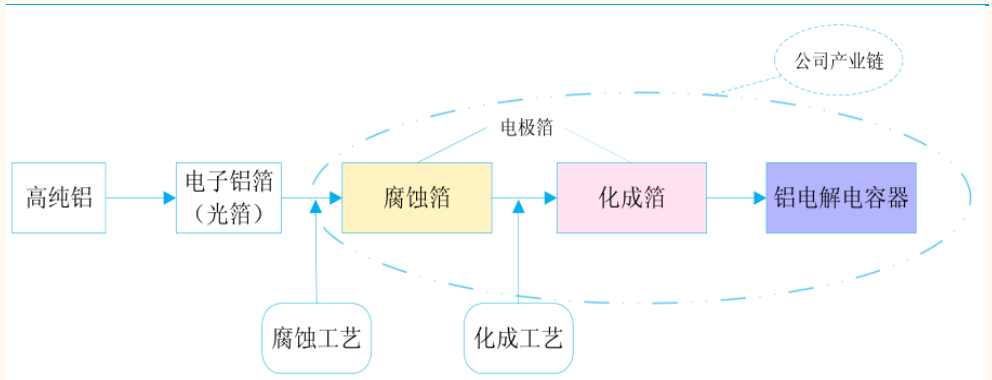 公司产业链
电极箔
高纯铝
电子铝箔
（光箔）
腐蚀箔
化成箔
铝电解电容器
腐蚀工艺
化成工艺